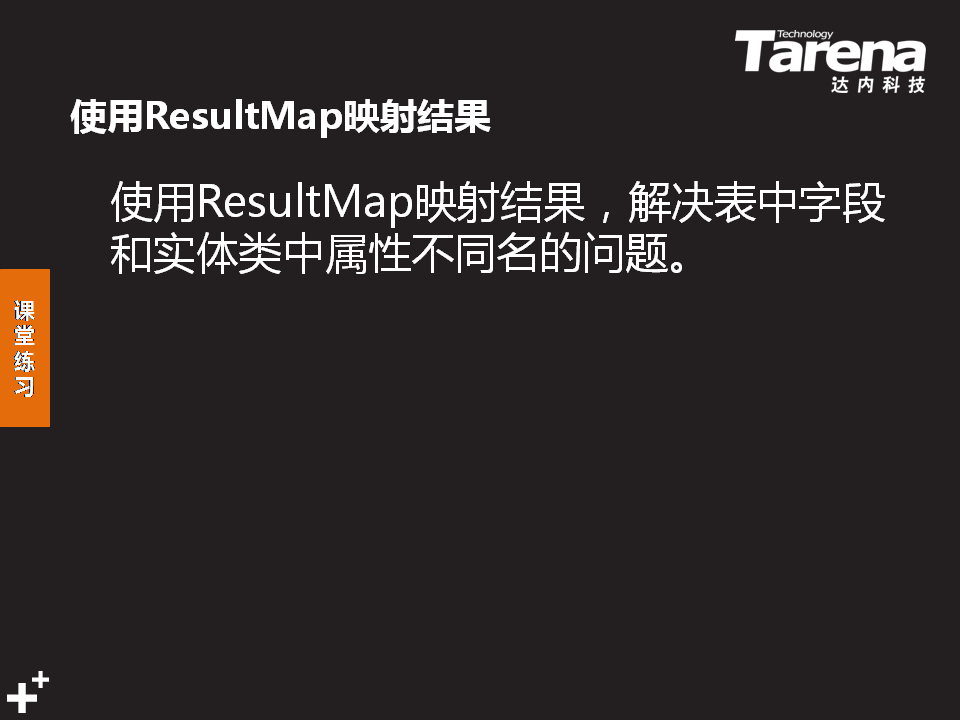 Technology
Tarena
达内科技
使用ResultMap映射结果
使用ResultMap映射结果，解决表中字段
和实体类中属性不同名的问题。
课
堂
练
习